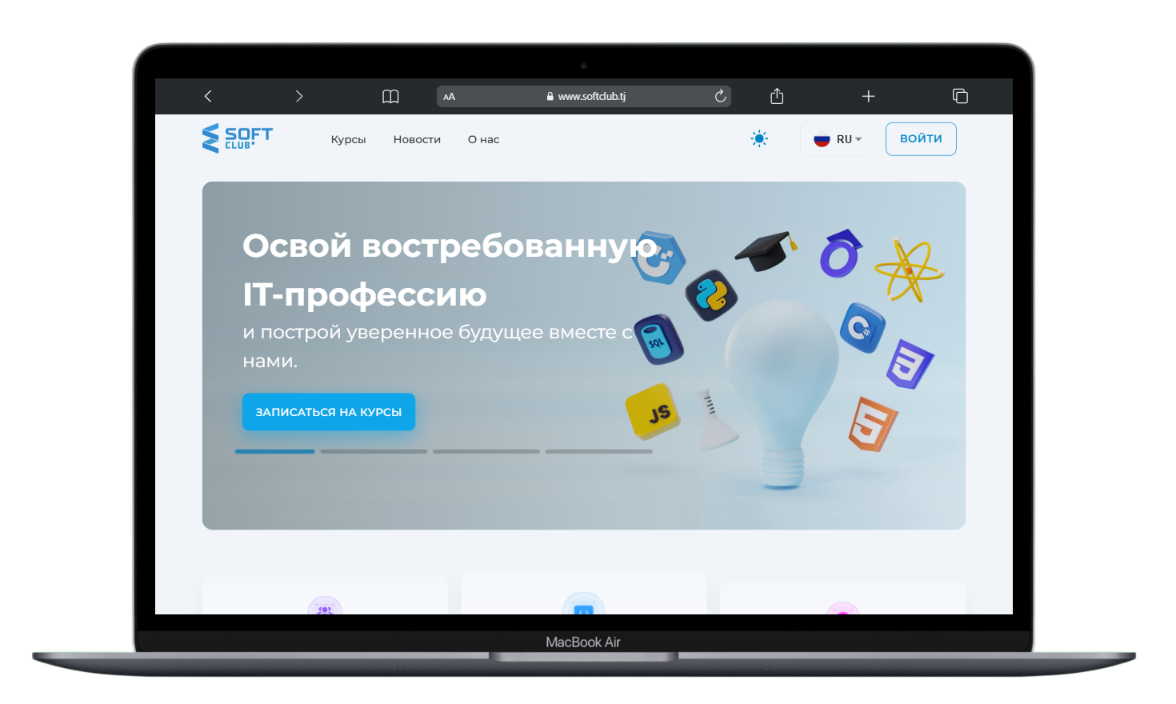 AA
www.softclub.tj
SOFT
CLUB
Курсы
Новости
О нас
RU
ВОЙТИ
Освой востребованную
IT-профессию
и построй уверенное будущее вместе с
нами.
ЗАПИСАТЬСЯ НА КУРСЫ
SQL
C#
JS
MacBook Air